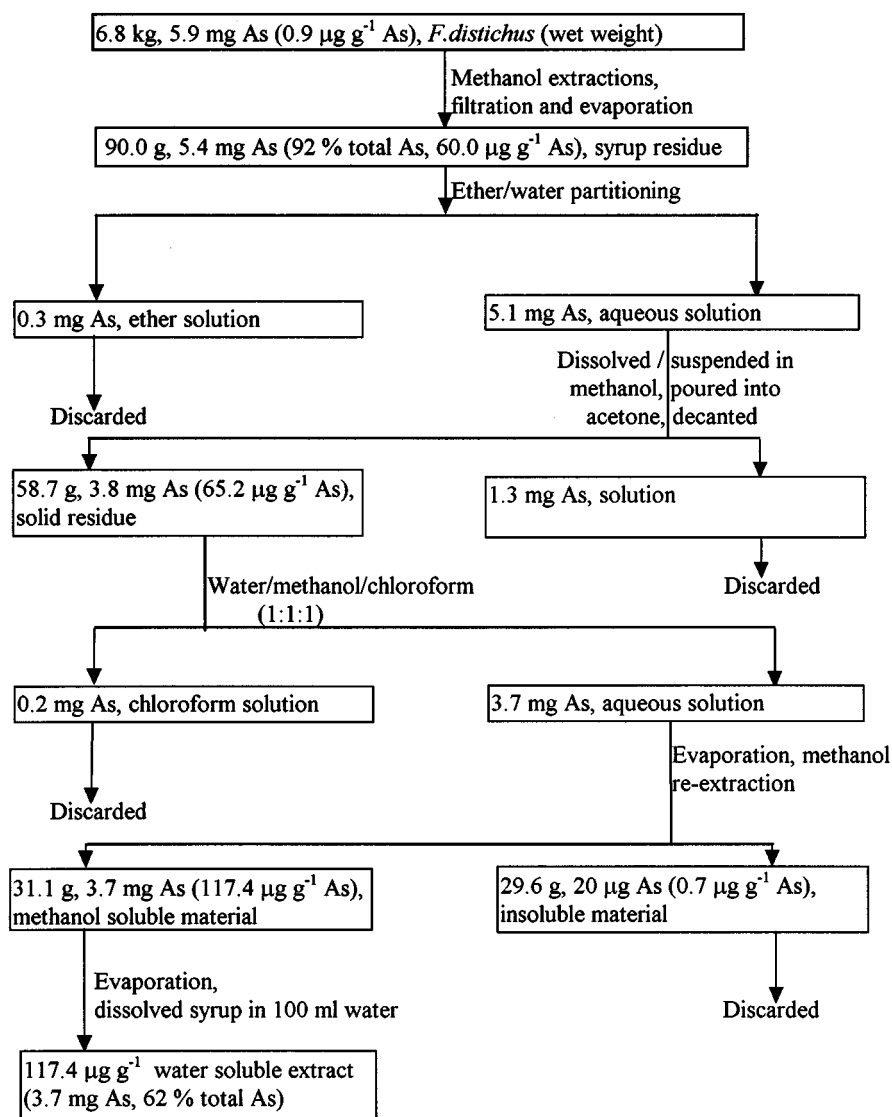 6.8 kg, 5.9 mg As (0.9 µg g⁻¹ As), F.distichus (wet weight)
Methanol extractions,
filtration and evaporation
90.0 g, 5.4 mg As (92 % total As, 60.0 µg g⁻¹ As), syrup residue
Ether/water partitioning
0.3 mg As, ether solution
5.1 mg As, aqueous solution
Discarded
Dissolved / suspended in
methanol, poured into
acetone, decanted
58.7 g, 3.8 mg As (65.2 µg g⁻¹ As),
solid residue
1.3 mg As, solution
Discarded
Water/methanol/chloroform
(1:1:1)
0.2 mg As, chloroform solution
3.7 mg As, aqueous solution
Discarded
Evaporation, methanol
re-extraction
31.1 g, 3.7 mg As (117.4 µg g⁻¹ As),
methanol soluble material
29.6 g, 20 µg As (0.7 µg g⁻¹ As),
insoluble material
Evaporation,
dissolved syrup in 100 ml water
Discarded
117.4 µg g⁻¹ water soluble extract
(3.7 mg As, 62 % total As)